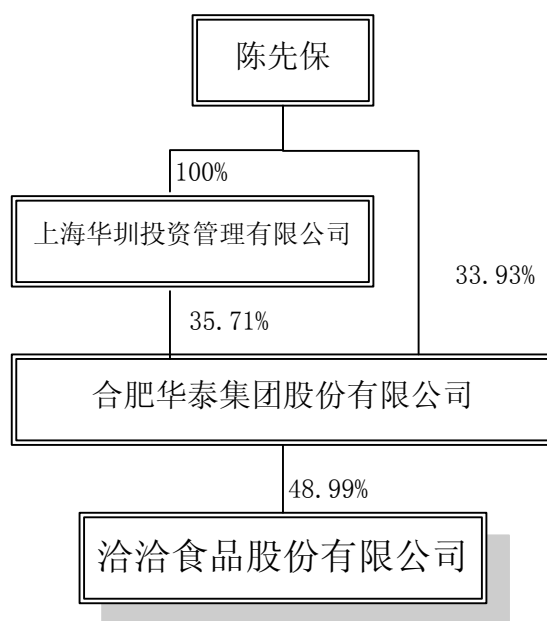 陈先保
100%
上海华圳投资管理有限公司
33.93%
35.71%
合肥华泰集团股份有限公司
48.99%
洽洽食品股份有限公司